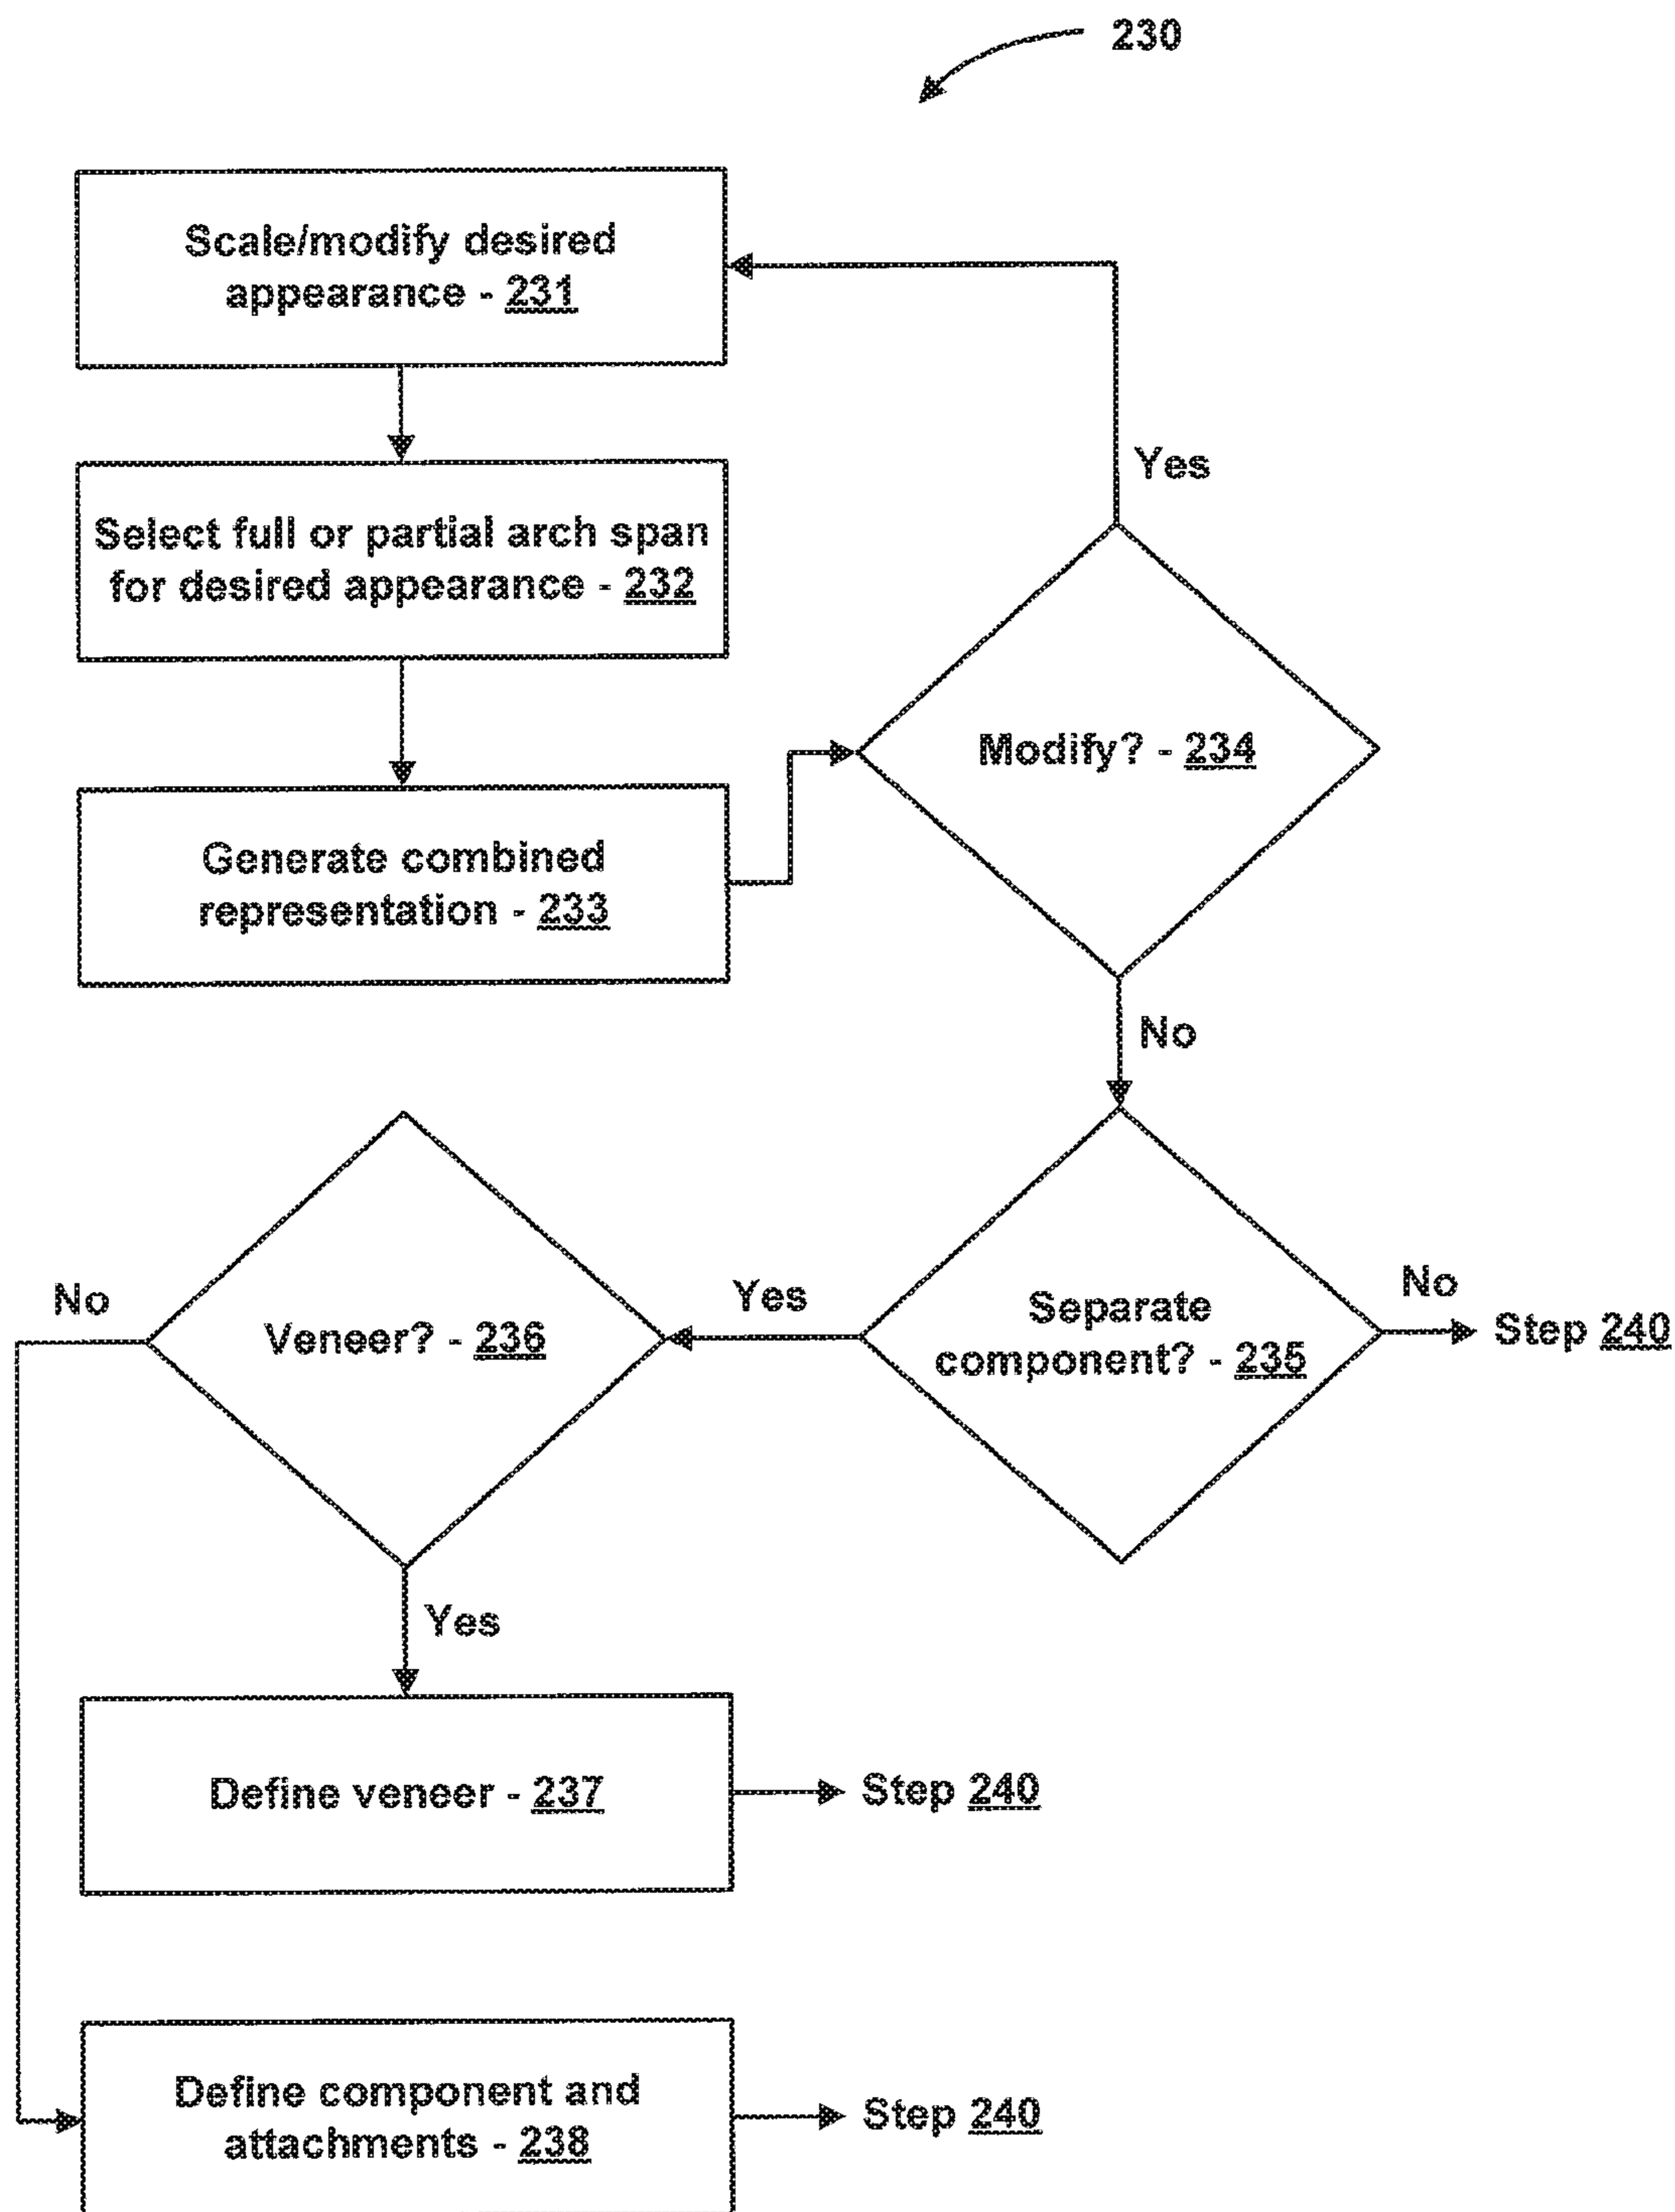 230
Scale/modify desired
appearance - 231
Yes
Select full or partial arch span
for desired appearance - 232
Modify? - 234
Generate combined
representation - 233
No
No
Veneer? - 236
Yes
Separate
component? - 235
No
Step 240
Yes
Define veneer - 237
Step 240
Define component and
attachments - 238
Step 240